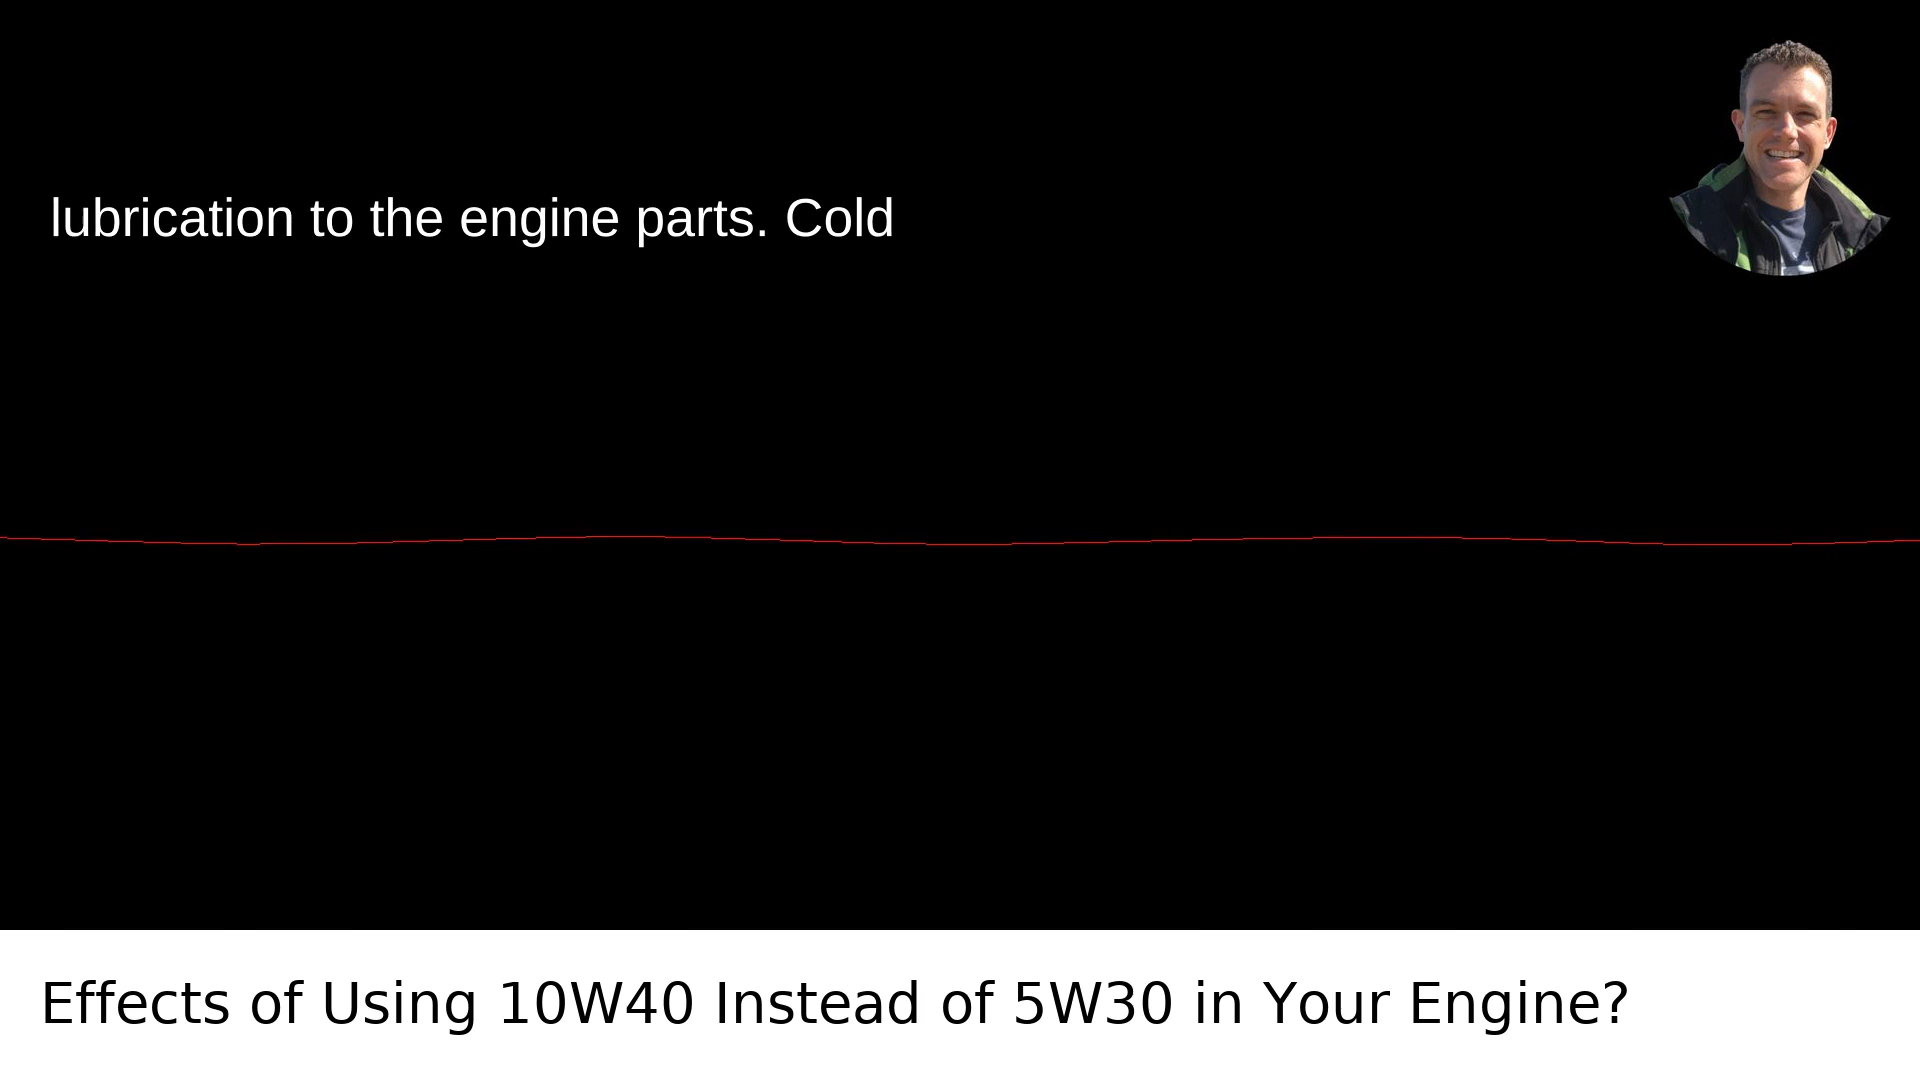 lubrication to the engine parts. Cold
Effects of Using 10W40 Instead of 5W30 in Your Engine?